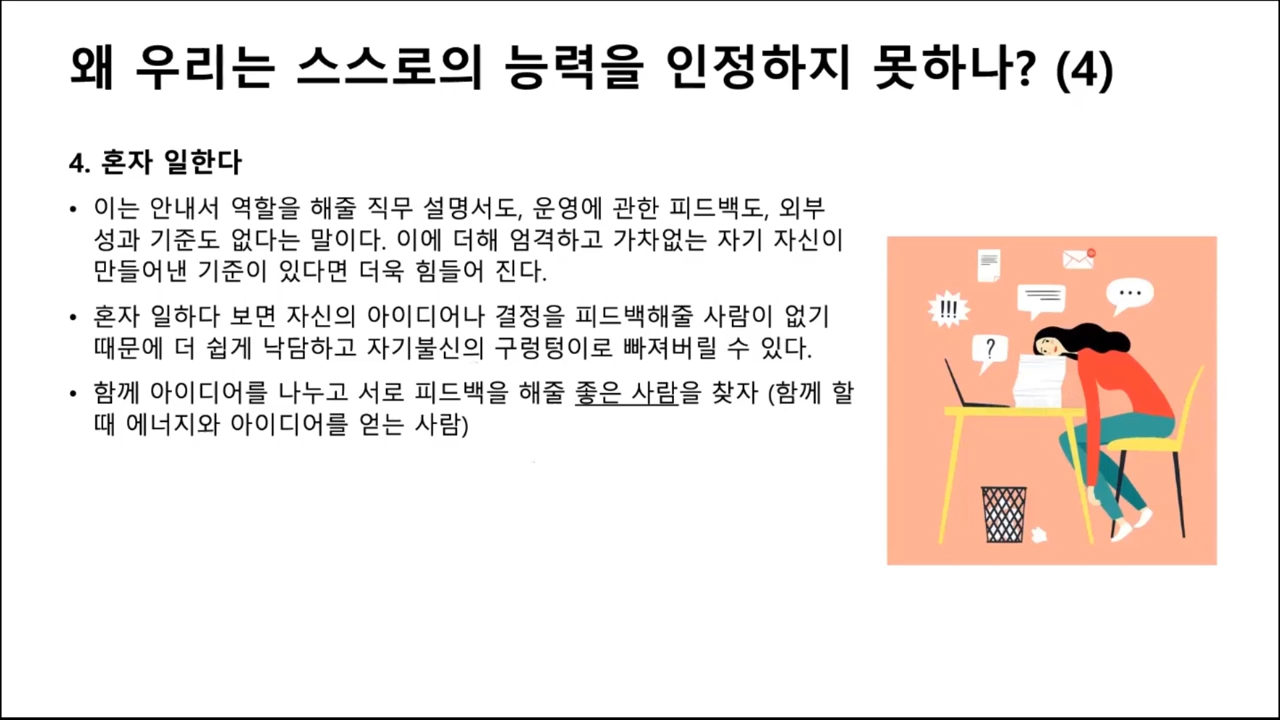 왜 우리는 스스로의 능력을 인정하지 못하나? (4)
4. 혼자 일한다
• 이는 안내서 역할을 해줄 직무 설명서도, 운영에 관한 피드백도, 외부
성과 기준도 없다는 말이다. 이에 더해 엄격하고 가차없는 자기 자신이
만들어낸 기준이 있다면 더욱 힘들어 진다.
• 혼자 일하다 보면 자신의 아이디어나 결정을 피드백해줄 사람이 없기
때문에 더 쉽게 낙담하고 자기불신의 구렁텅이로 빠져버릴 수 있다.
• 함께 아이디어를 나누고 서로 피드백을 해줄 좋은 사람을 찾자 (함께 할
때 에너지와 아이디어를 얻는 사람)
!!!
?